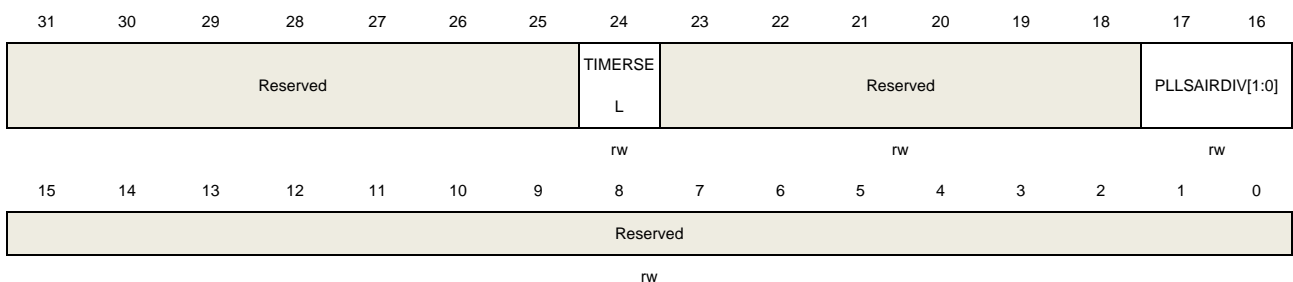 31 30 29 28 27 26 25 24 23 22 21 20 19 18 17 16
Reserved TIMERSE
L Reserved PLLSAIRDIV[1:0]
rw rw rw
15 14 13 12 11 10 9 8 7 6 5 4 3 2 1 0
Reserved
rw